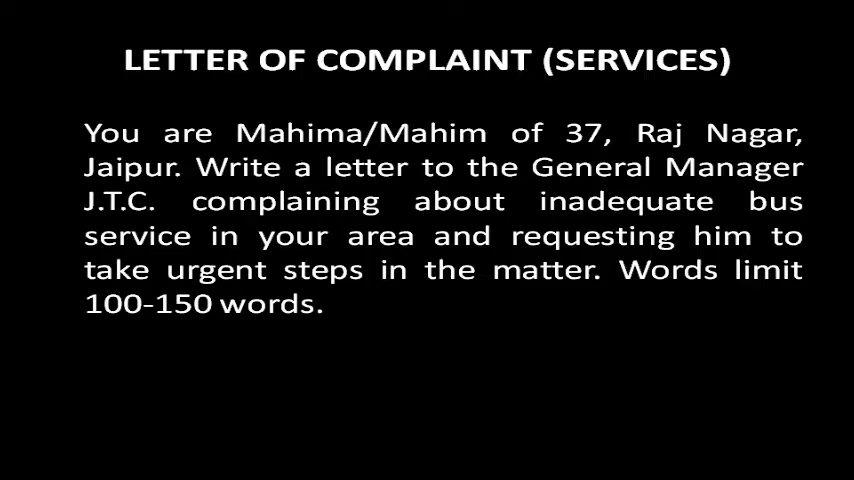 LETTER OF COMPLAINT (SERVICES)
You are Mahima/Mahim of 37, Raj Nagar,
Jaipur. Write a letter to the General Manager
J.T.C. complaining about inadequate bus
service in your area and requesting him to
take urgent steps in the matter. Words limit
100-150 words.